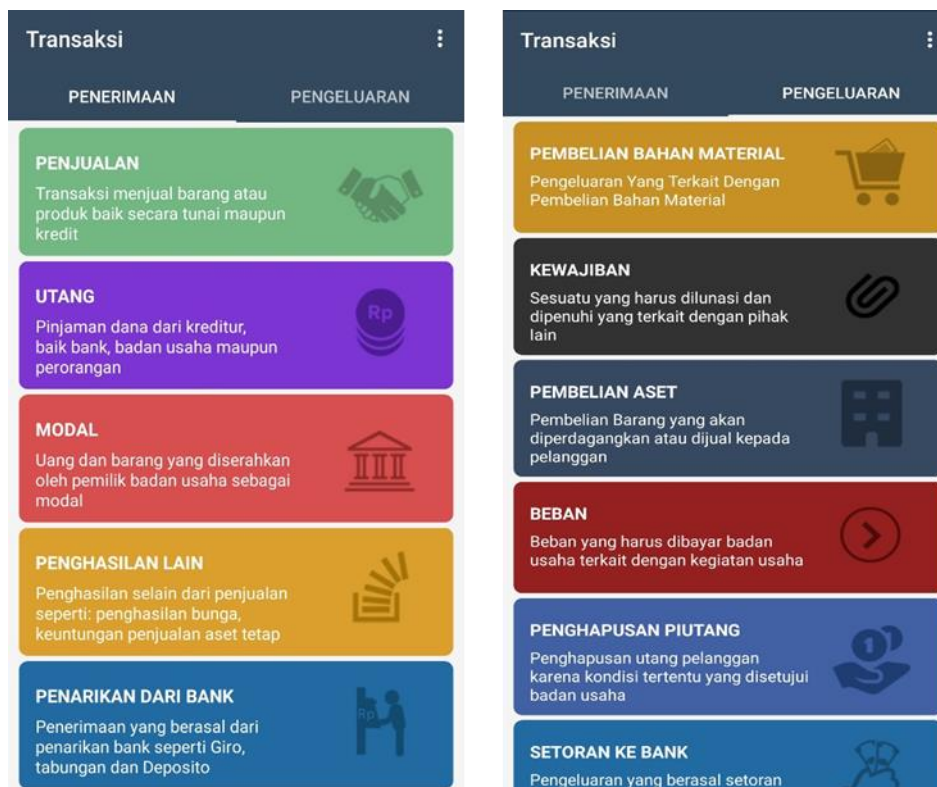 Transaksi
PENERIMAAN PENGELUARAN
PENJUALAN
Transaksi menjual barang atau
produk baik secara tunai maupun
kredit
UTANG
Pinjaman dana dari kreditur,
baik bank, badan usaha maupun
perorangan
Rp
MODAL
Uang dan barang yang diserahkan
oleh pemilik badan usaha sebagai
modal
PENGHASILAN LAIN
Penghasilan selain dari penjualan
seperti: penghasilan bunga,
keuntungan penjualan aset tetap
PENARIKAN DARI BANK
Penerimaan yang berasal dari
penarikan bank seperti Giro,
tabungan dan Deposito
Rp
Transaksi
PENERIMAAN PENGELUARAN
PEMBELIAN BAHAN MATERIAL
Pengeluaran Yang Terkait Dengan
Pembelian Bahan Material
KEWAJIBAN
Sesuatu yang harus dilunasi dan
dipenuhi yang terkait dengan pihak
lain
PEMBELIAN ASET
Pembelian Barang yang akan
diperdagangkan atau dijual kepada
pelanggan
BEBAN
Beban yang harus dibayar badan
usaha terkait dengan kegiatan usaha
PENGHAPUSAN PIUTANG
Penghapusan utang pelanggan
karena kondisi tertentu yang disetujui
badan usaha
1
SETORAN KE BANK
Pengeluaran yang berasal setoran